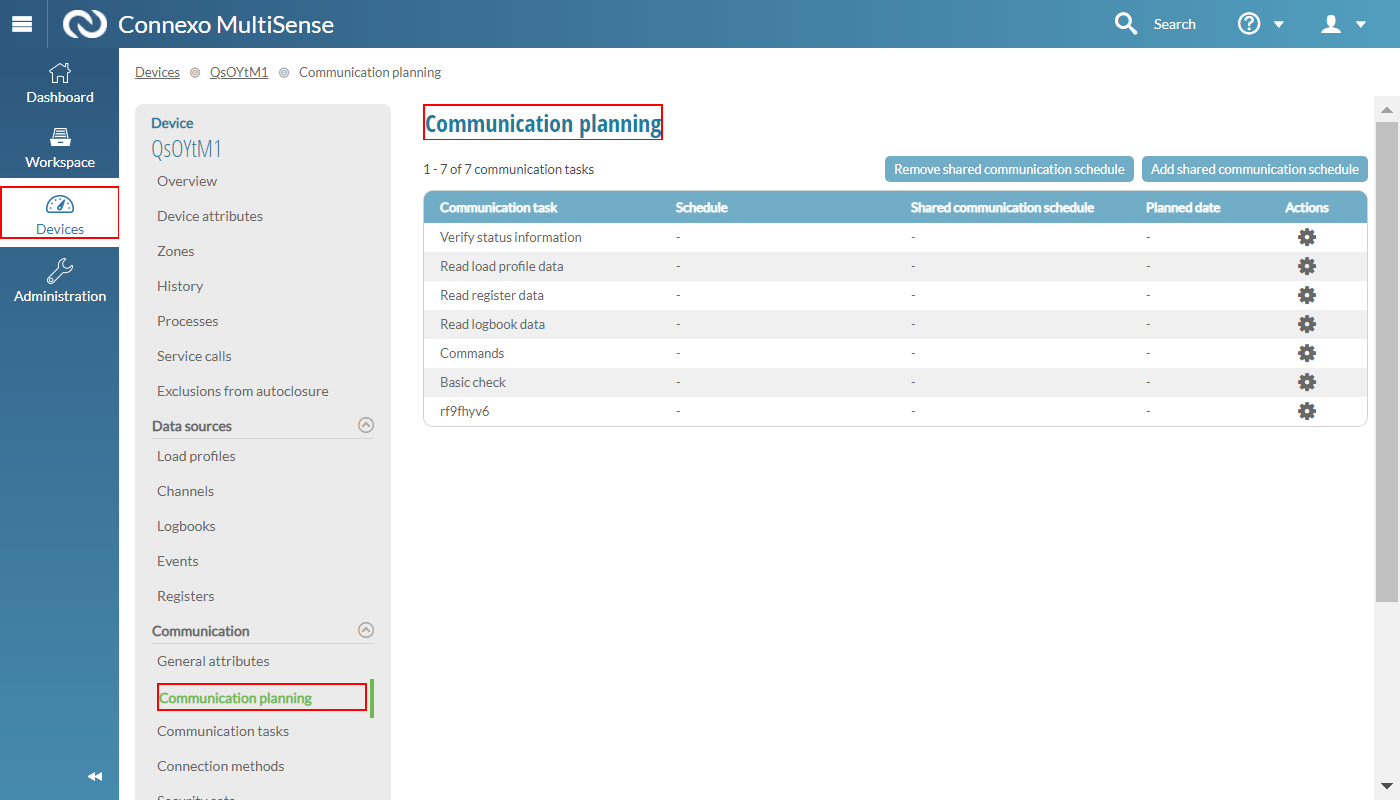 Connexo MultiSense
Search
Dashboard
Workspace
Devices
Administration
Devices QsOYtM1 Communication planning
Device
QsOYtM1
Overview
Device attributes
Zones
History
Processes
Service calls
Exclusions from autoclosure
Data sources
Load profiles
Channels
Logbooks
Events
Registers
Communication
General attributes
Communication planning
Communication tasks
Connection methods
Security sets
Communication planning
1 - 7 of 7 communication tasks
Remove shared communication schedule
Add shared communication schedule
Communication task Schedule Shared communication schedule Planned date Actions
Verify status information - - -
Read load profile data - - -
Read register data - - -
Read logbook data - - -
Commands - - -
Basic check - - -
rf9fhyv6 - - -